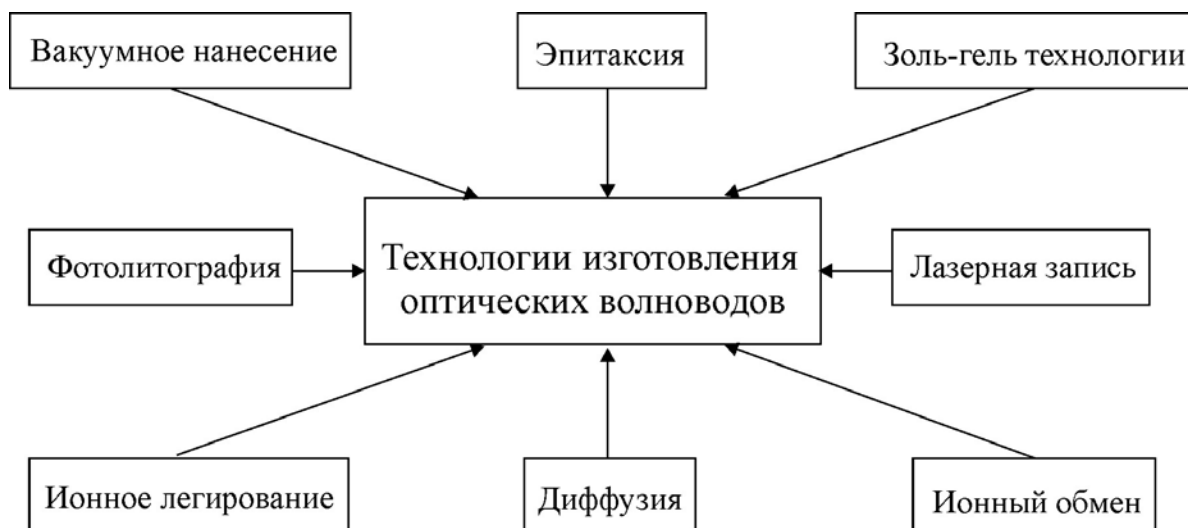 Вакуумное нанесение
Эпитаксия
Золь-гель технологии
Фотолитография
Технологии изготовления
оптических волноводов
Лазерная запись
Ионное легирование
Диффузия
Ионный обмен